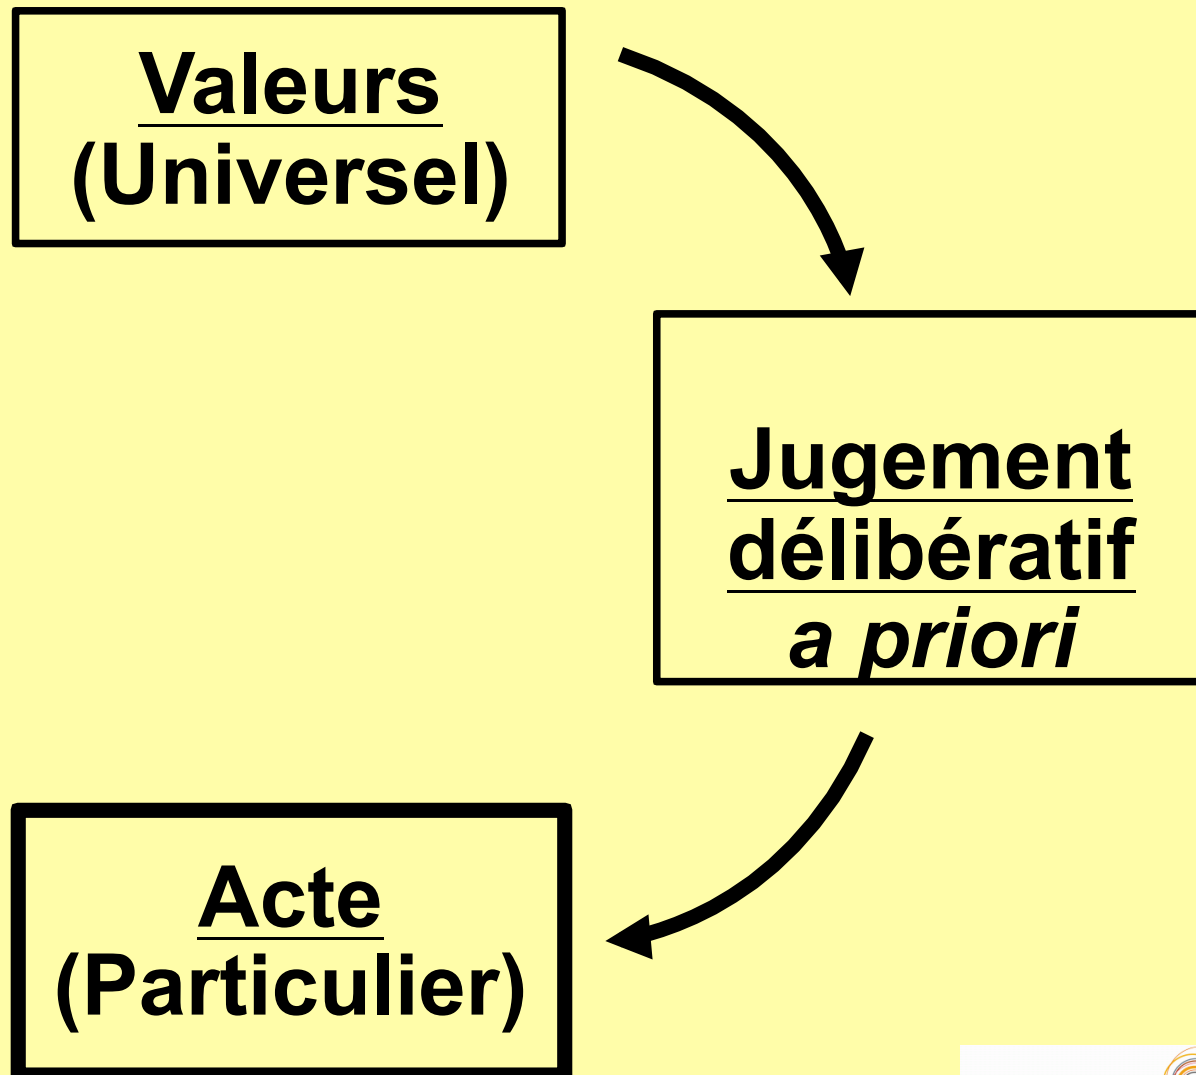 Valeurs
(Universel)
Jugement
délibératif
a priori
Acte
(Particulier)